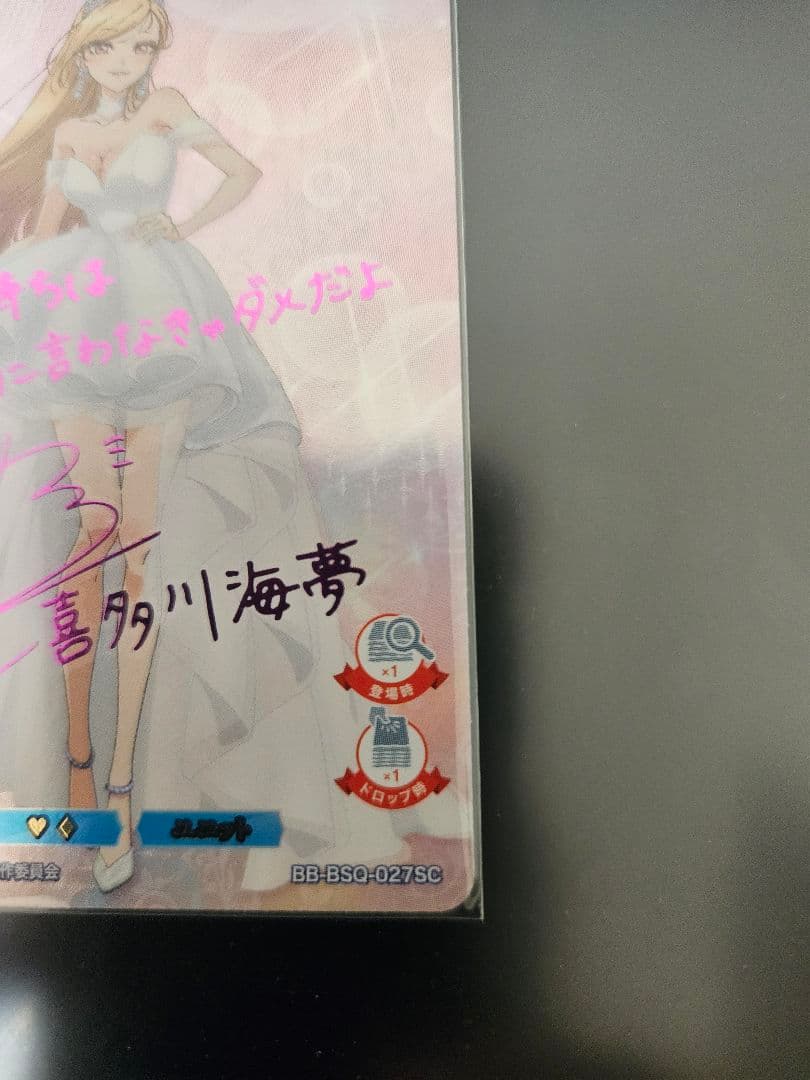 持ちは
に言わなきゃダメだよ
喜多川海夢
×1
登場時
×1
ドロップ時
作委員会
BB-BSQ-027SC